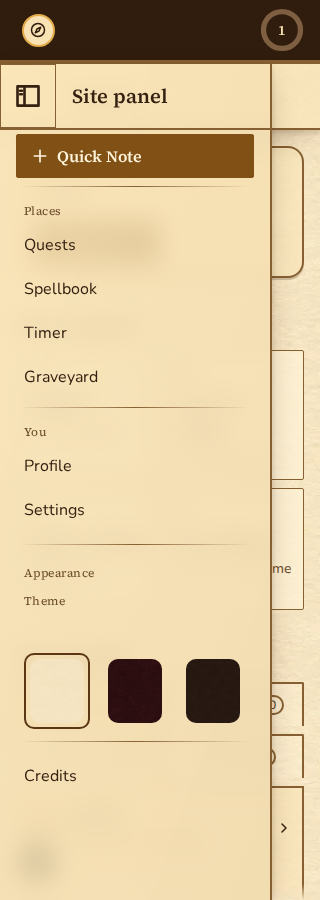 1
Site panel
Quick Note
Places
Quests
Spellbook
Timer
Graveyard
You
Profile
Settings
me
Appearance
Theme
Credits